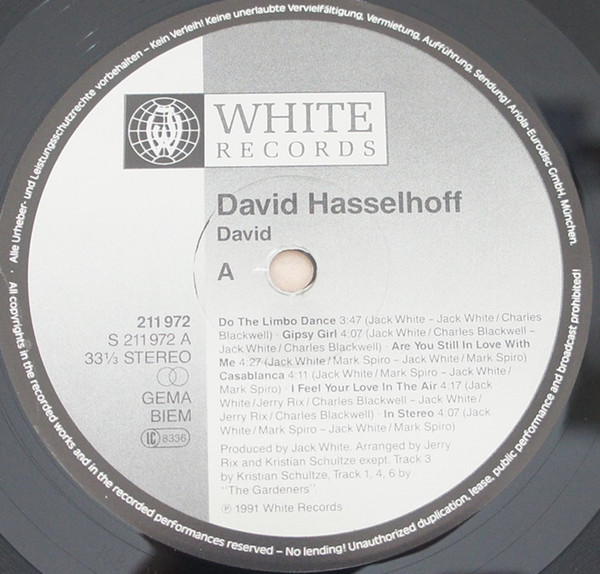 · Alle Urheber- und Leistungsschutzrechte vorbehalten – Kein Verleih! Keine unerlaubte Vervielfältigung, Vermietung, Aufführung, Sendung! Ariola-Eurodisc GmbH, München.
WHITE
RECORDS
David Hasselhoff
David
A
211 972
S 211 972 A
33⅓ STEREO
GEMA
BIEM
LC 8336
Do The Limbo Dance 3:47 (Jack White – Jack White / Charles
Blackwell) · Gipsy Girl 4:07 (Jack White / Charles Blackwell –
Jack White / Charles Blackwell) · Are You Still In Love With
Me 4:27 (Jack White / Mark Spiro – Jack White / Mark Spiro)
Casablanca 4:11 (Jack White / Mark Spiro – Jack White /
Mark Spiro) · I Feel Your Love In The Air 4:17 (Jack
White / Jerry Rix / Charles Blackwell – Jack White /
Jerry Rix / Charles Blackwell) · In Stereo 4:07 (Jack
White / Mark Spiro – Jack White / Mark Spiro)
Produced by Jack White. Arranged by Jerry
Rix and Kristian Schultze exept. Track 3
by Kristian Schultze, Track 1, 4, 6 by
"The Gardeners"
Ⓟ 1991 White Records
All copyrights in the recorded works and in the recorded performances reserved – No lending! Unauthorized duplication, lease, public performance and broadcast prohibited!